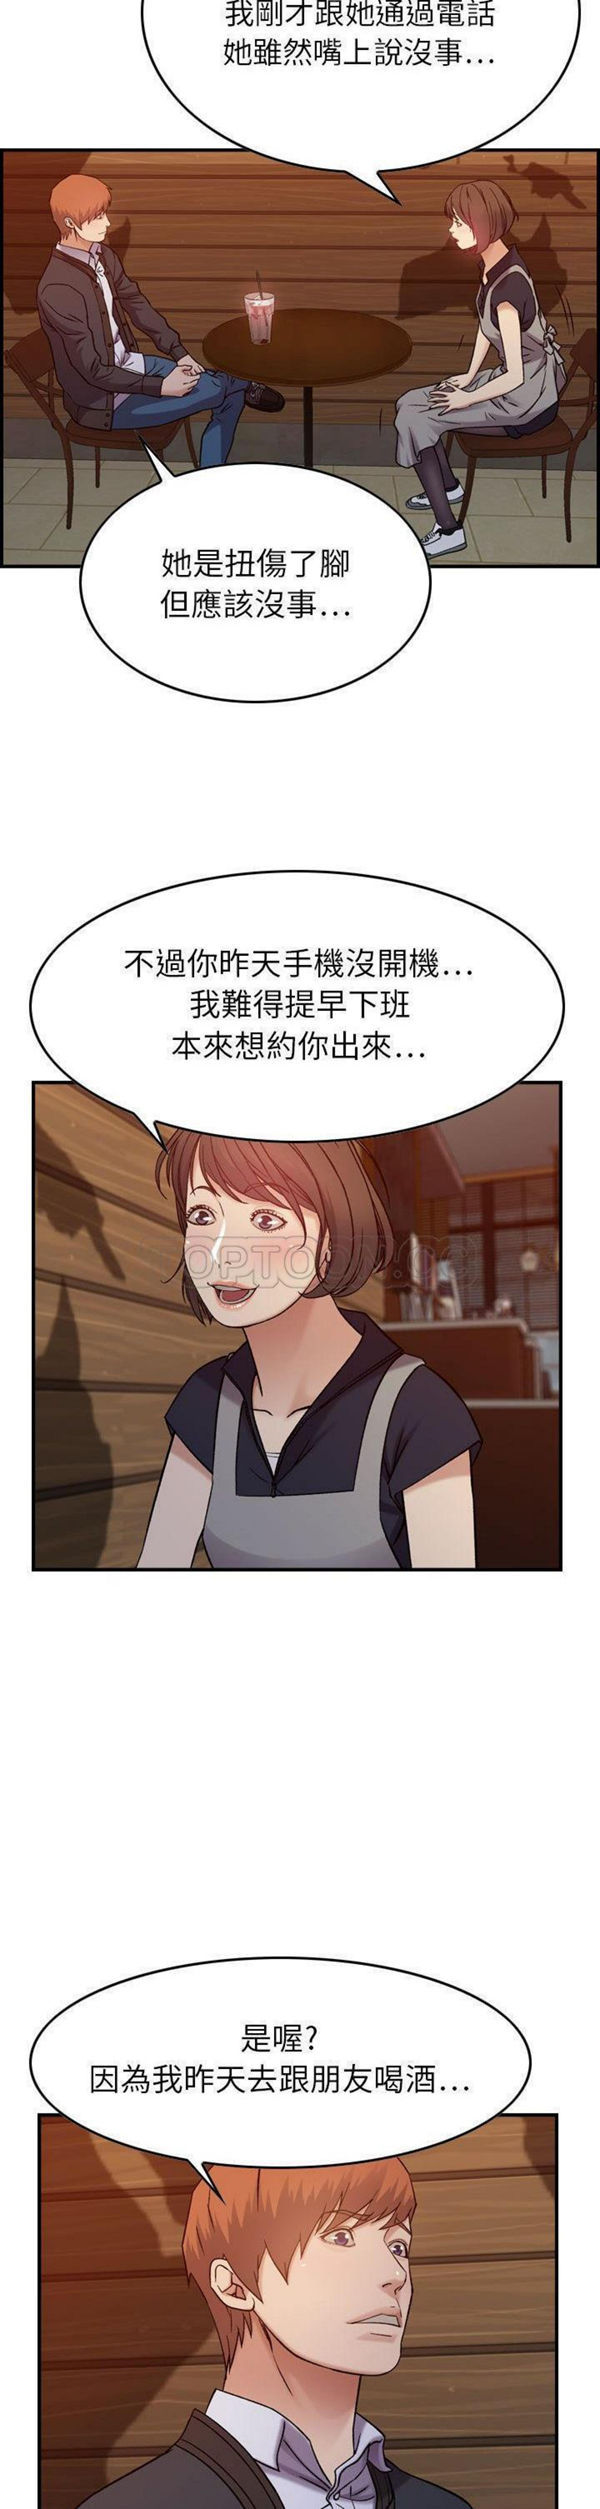 我剛才跟她通過電話
她雖然嘴上說沒事...
她是扭傷了腳
但應該沒事...
不過你昨天手機沒開機...
我難得提早下班
本來想約你出來...
TOPTOON.CC
是喔?
因為我昨天去跟朋友喝酒...